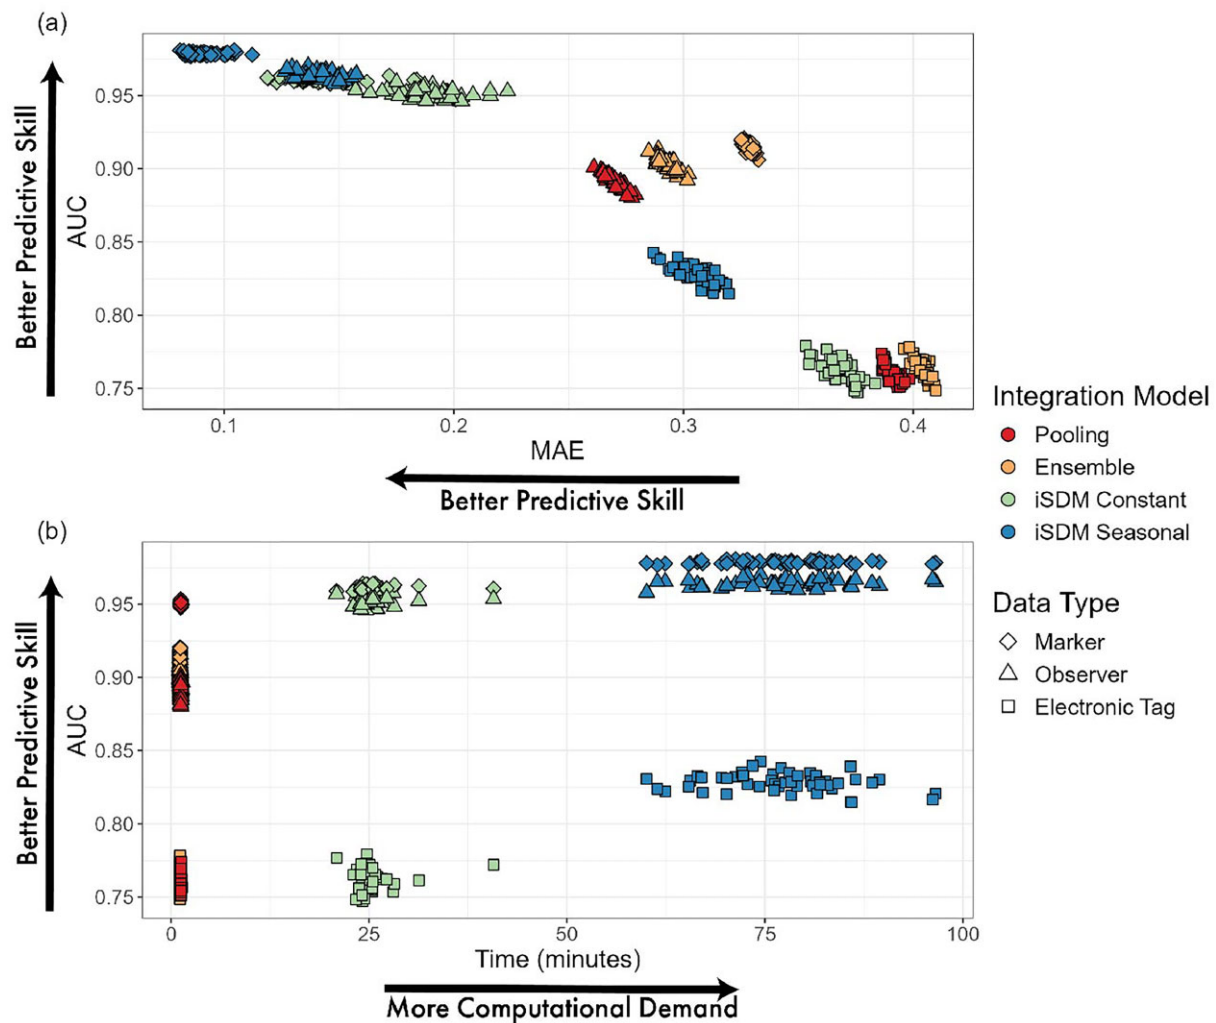 (a)
Better Predictive Skill
AUC
0.95
0.90
0.85
0.80
0.75
0.1 0.2 0.3 0.4
MAE
Better Predictive Skill
Integration Model
Pooling
Ensemble
iSDM Constant
iSDM Seasonal
Data Type
Marker
Observer
Electronic Tag
(b)
Better Predictive Skill
AUC
0.95
0.90
0.85
0.80
0.75
0 25 50 75 100
Time (minutes)
More Computational Demand